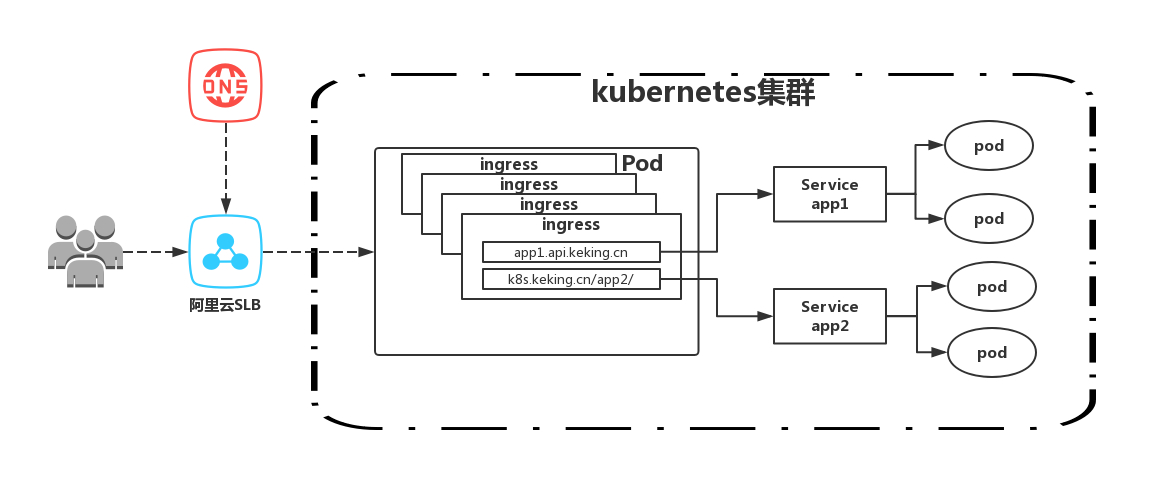 DNS
kubernetes集群
Pod
ingress
ingress
ingress
ingress
app1.api.keking.cn
k8s.keking.cn/app2/
阿里云SLB
Service
app1
Service
app2
pod
pod
pod
pod